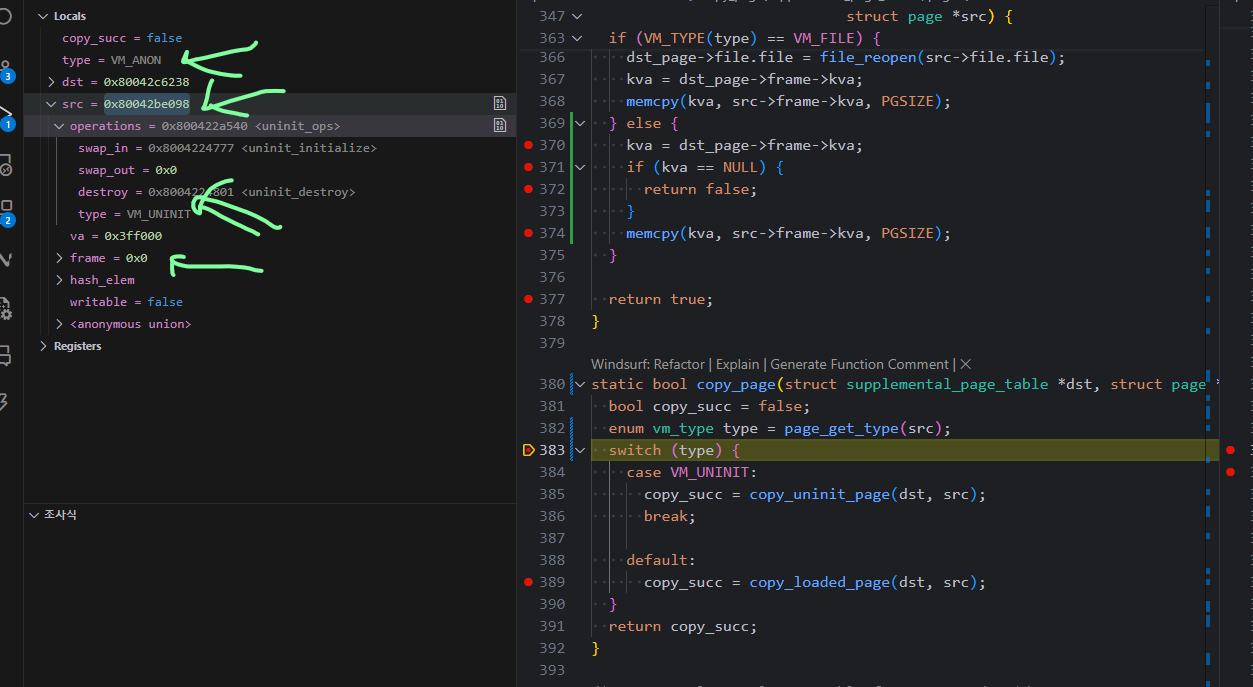 Locals
copy_succ = false
type = VM_ANON
dst = 0x80042c6238
src = 0x80042be098
operations = 0x800422a540 <uninit_ops>
swap_in = 0x8004224777 <uninit_initialize>
swap_out = 0x0
destroy = 0x8004224801 <uninit_destroy>
type = VM_UNINIT
va = 0x3ff000
frame = 0x0
hash_elem
writable = false
<anonymous union>
Registers
조사식
3
1
2
347 struct page *src) {
363 if (VM_TYPE(type) == VM_FILE) {
366 dst_page->file.file = file_reopen(src->file.file);
367 kva = dst_page->frame->kva;
368 memcpy(kva, src->frame->kva, PGSIZE);
369 } else {
370 kva = dst_page->frame->kva;
371 if (kva == NULL) {
372 return false;
373 }
374 memcpy(kva, src->frame->kva, PGSIZE);
375 }
376
377 return true;
378 }
379
Windsurf: Refactor | Explain | Generate Function Comment | X
380 static bool copy_page(struct supplemental_page_table *dst, struct page *
381 bool copy_succ = false;
382 enum vm_type type = page_get_type(src);
383 switch (type) {
384 case VM_UNINIT:
385 copy_succ = copy_uninit_page(dst, src);
386 break;
387
388 default:
389 copy_succ = copy_loaded_page(dst, src);
390 }
391 return copy_succ;
392 }
393